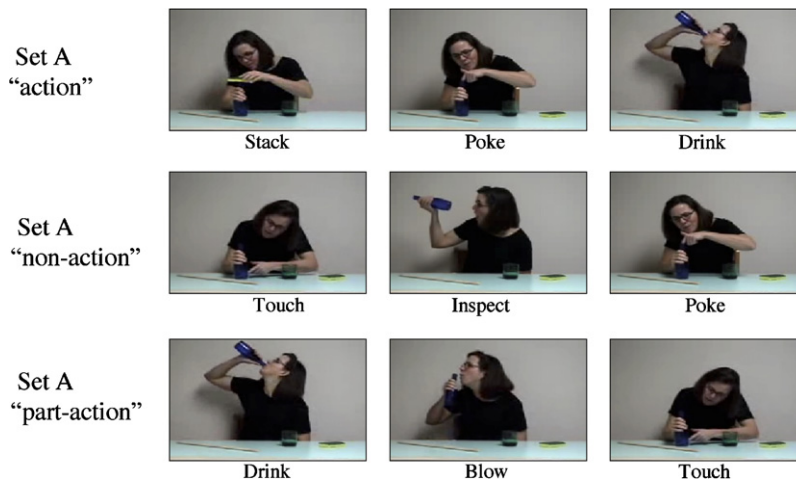 Set A
“action”
Stack Poke Drink
Set A
“non-action”
Touch Inspect Poke
Set A
“part-action”
Drink Blow Touch